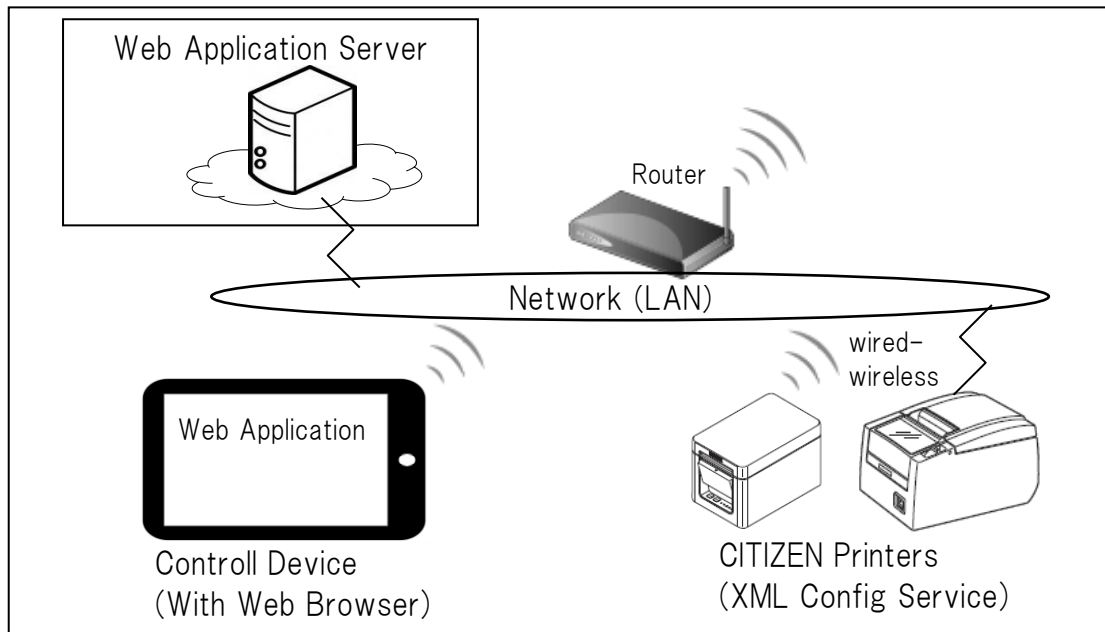 Web Application Server
Router
Network (LAN)
wired-
wireless
Web Application
Controll Device
(With Web Browser)
CITIZEN Printers
(XML Config Service)